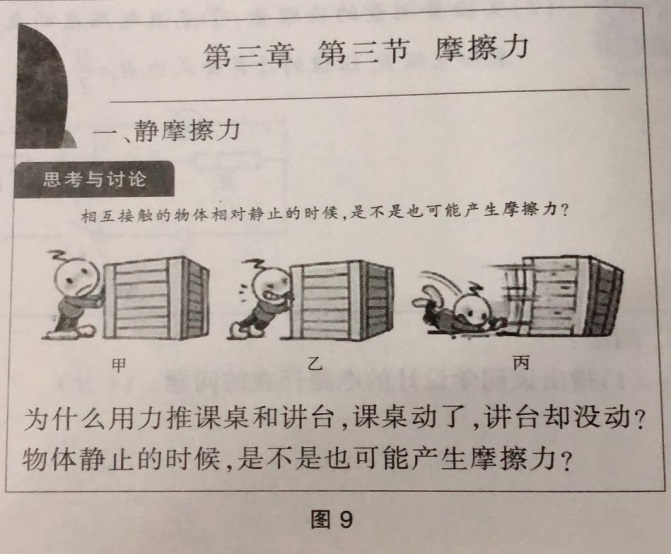 第三章 第三节 摩擦力
一、静摩擦力
思考与讨论
相互接触的物体相对静止的时候,是不是也可能产生摩擦力?
甲 乙 丙
为什么用力推课桌和讲台,课桌动了,讲台却没动?
物体静止的时候,是不是也可能产生摩擦力?
图 9